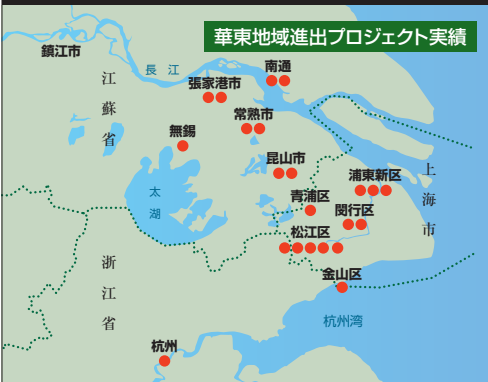 華東地域進出プロジェクト実績
鎮江市
長江
南通
江蘇省
張家港市
常熟市
無錫
昆山市
浦東新区
上海市
太湖
青浦区
閔行区
松江区
浙江省
金山区
杭州湾
杭州